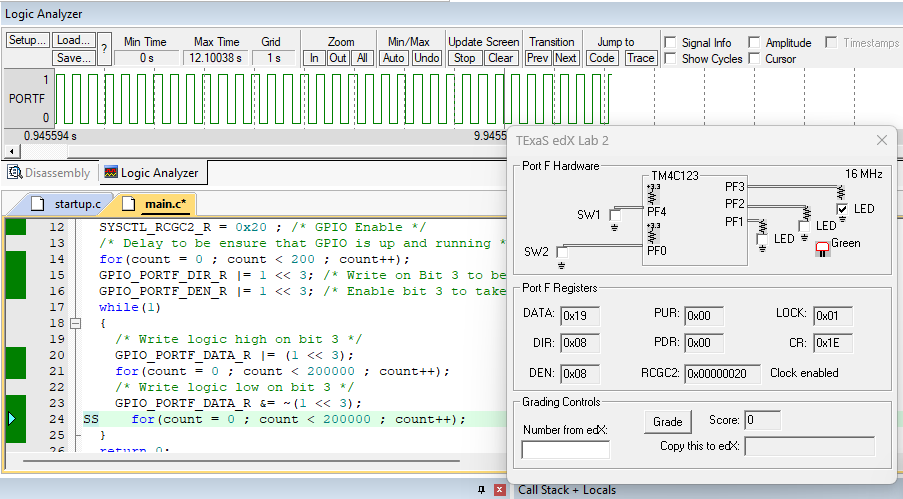 Logic Analyzer
Setup... Load... Save... ? Min Time Max Time Grid Zoom Min/Max Update Screen Transition Jump to Signal Info Amplitude Timestamps
0 s 12.10038 s 1 s In Out All Auto Undo Stop Clear Prev Next Code Trace Show Cycles Cursor
1
PORTF
0
0.945594 s 9.945
Disassembly Logic Analyzer
startup.c main.c*
12 SYSCTL_RCGC2_R = 0x20 ; /* GPIO Enable */
13 /* Delay to be ensure that GPIO is up and running *
14 for(count = 0 ; count < 200 ; count++);
15 GPIO_PORTF_DIR_R |= 1 << 3; /* Write on Bit 3 to be
16 GPIO_PORTF_DEN_R |= 1 << 3; /* Enable bit 3 to take
17 while(1)
18 {
19 /* Write logic high on bit 3 */
20 GPIO_PORTF_DATA_R |= (1 << 3);
21 for(count = 0 ; count < 200000 ; count++);
22 /* Write logic low on bit 3 */
23 GPIO_PORTF_DATA_R &= ~(1 << 3);
24 SS for(count = 0 ; count < 200000 ; count++);
25 }
26 return 0;
TExaS edX Lab 2
Port F Hardware
TM4C123 16 MHz
+3.3 PF3
SW1 PF4 PF2 LED
+3.3 PF1 LED
SW2 PF0 LED Green
Port F Registers
DATA: 0x19 PUR: 0x00 LOCK: 0x01
DIR: 0x08 PDR: 0x00 CR: 0x1E
DEN: 0x08 RCGC2: 0x00000020 Clock enabled
Grading Controls
Number from edX: Grade Score: 0
Copy this to edX:
Call Stack + Locals